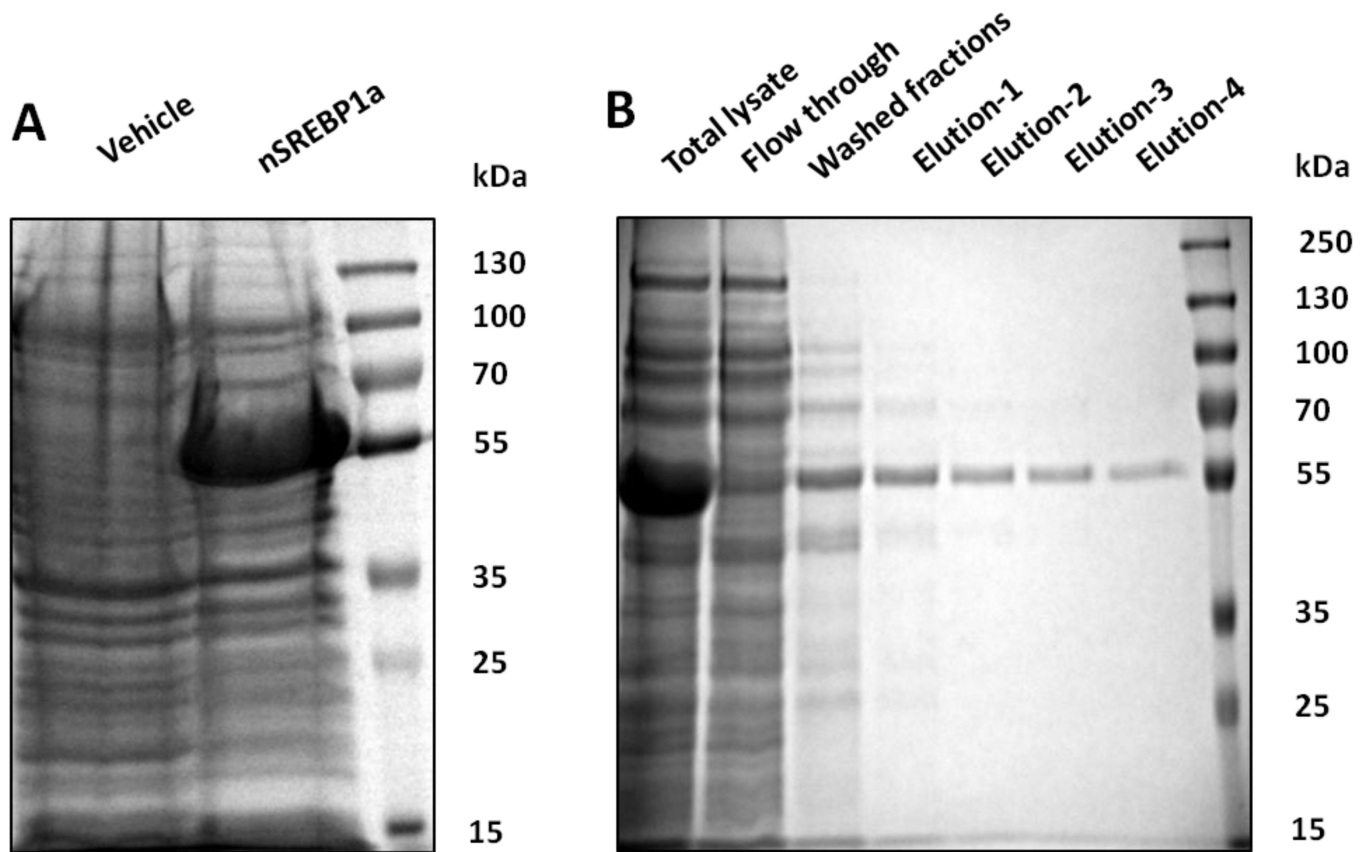 A
Vehicle
nSREBP1a
kDa
130
100
70
55
35
25
15
B
Total lysate
Flow through
Washed fractions
Elution-1
Elution-2
Elution-3
Elution-4
kDa
250
130
100
70
55
35
25
15